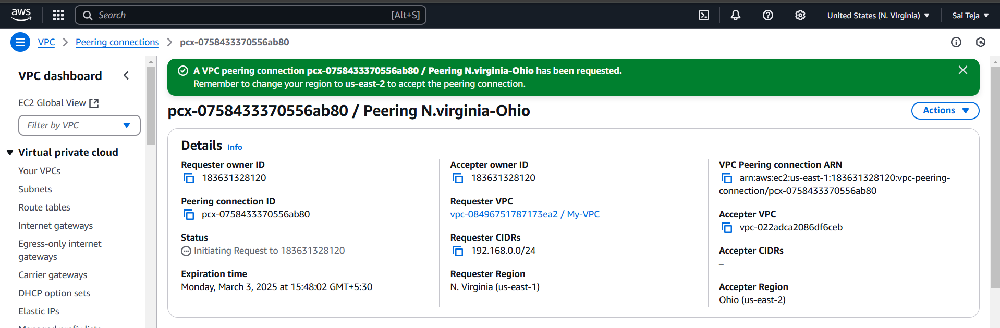 aws
Search [Alt+S]
United States (N. Virginia) Sai Teja
VPC Peering connections pcx-0758433370556ab80
VPC dashboard
EC2 Global View
Filter by VPC
Virtual private cloud
Your VPCs
Subnets
Route tables
Internet gateways
Egress-only internet
gateways
Carrier gateways
DHCP option sets
Elastic IPs
A VPC peering connection pcx-0758433370556ab80 / Peering N.virginia-Ohio has been requested.
Remember to change your region to us-east-2 to accept the peering connection.
pcx-0758433370556ab80 / Peering N.virginia-Ohio
Actions
Details Info
Requester owner ID
183631328120
Peering connection ID
pcx-0758433370556ab80
Status
Initiating Request to 183631328120
Expiration time
Monday, March 3, 2025 at 15:48:02 GMT+5:30
Accepter owner ID
183631328120
Requester VPC
vpc-08496751787173ea2 / My-VPC
Requester CIDRs
192.168.0.0/24
Requester Region
N. Virginia (us-east-1)
VPC Peering connection ARN
arn:aws:ec2:us-east-1:183631328120:vpc-peering-
connection/pcx-0758433370556ab80
Accepter VPC
vpc-022adca2086df6ceb
Accepter CIDRs
–
Accepter Region
Ohio (us-east-2)